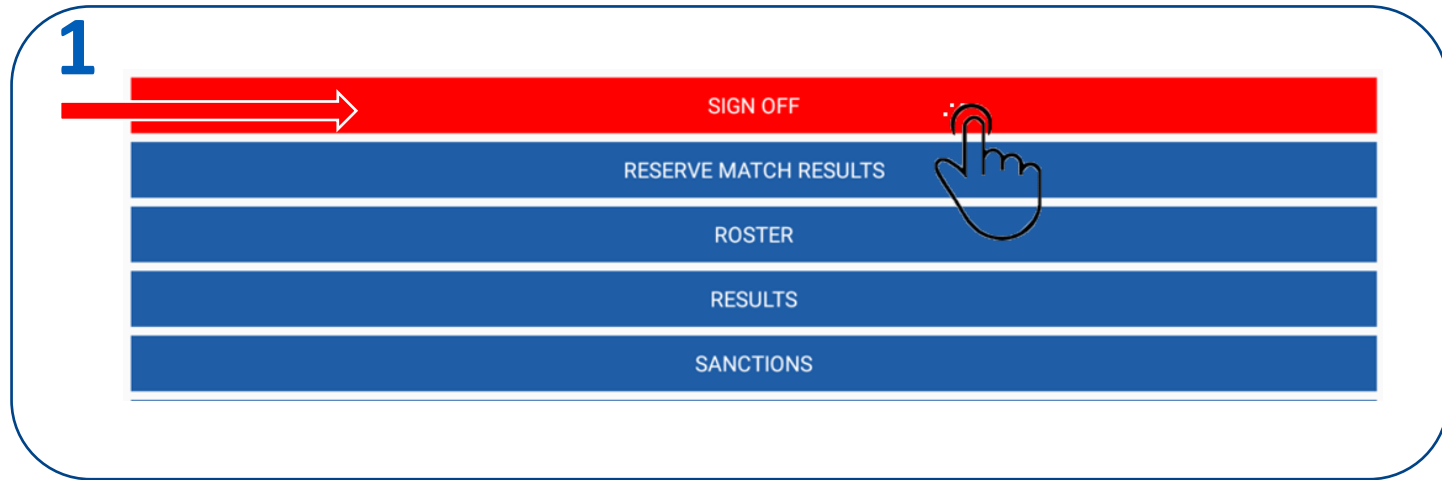 1
SIGN OFF
RESERVE MATCH RESULTS
ROSTER
RESULTS
SANCTIONS